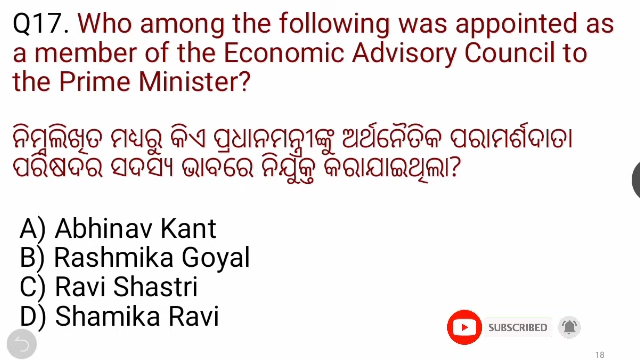 Q17. Who among the following was appointed as
a member of the Economic Advisory Council to
the Prime Minister?
ନିମ୍ନଲିଖିତ ମଧ୍ୟରୁ କିଏ ପ୍ରଧାନମନ୍ତ୍ରୀଙ୍କୁ ଅର୍ଥନୈତିକ ପରାମର୍ଶଦାତା
ପରିଷଦର ସଦସ୍ୟ ଭାବରେ ନିଯୁକ୍ତ କରାଯାଇଥିଲା?
A) Abhinav Kant
B) Rashmika Goyal
C) Ravi Shastri
D) Shamika Ravi
SUBSCRIBED
18